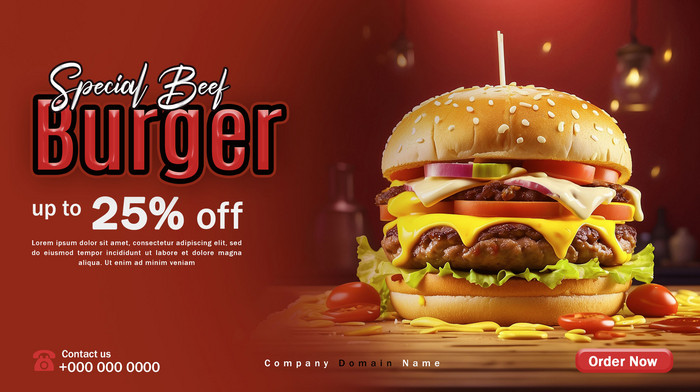 Special Beef
Burger
up to 25% off
Lorem ipsum dolor sit amet, consectetur adipiscing elit, sed
do eiusmod tempor incididunt ut labore et dolore magna
aliqua. Ut enim ad minim veniam
Contact us
+000 000 0000
Company Domain Name
Order Now